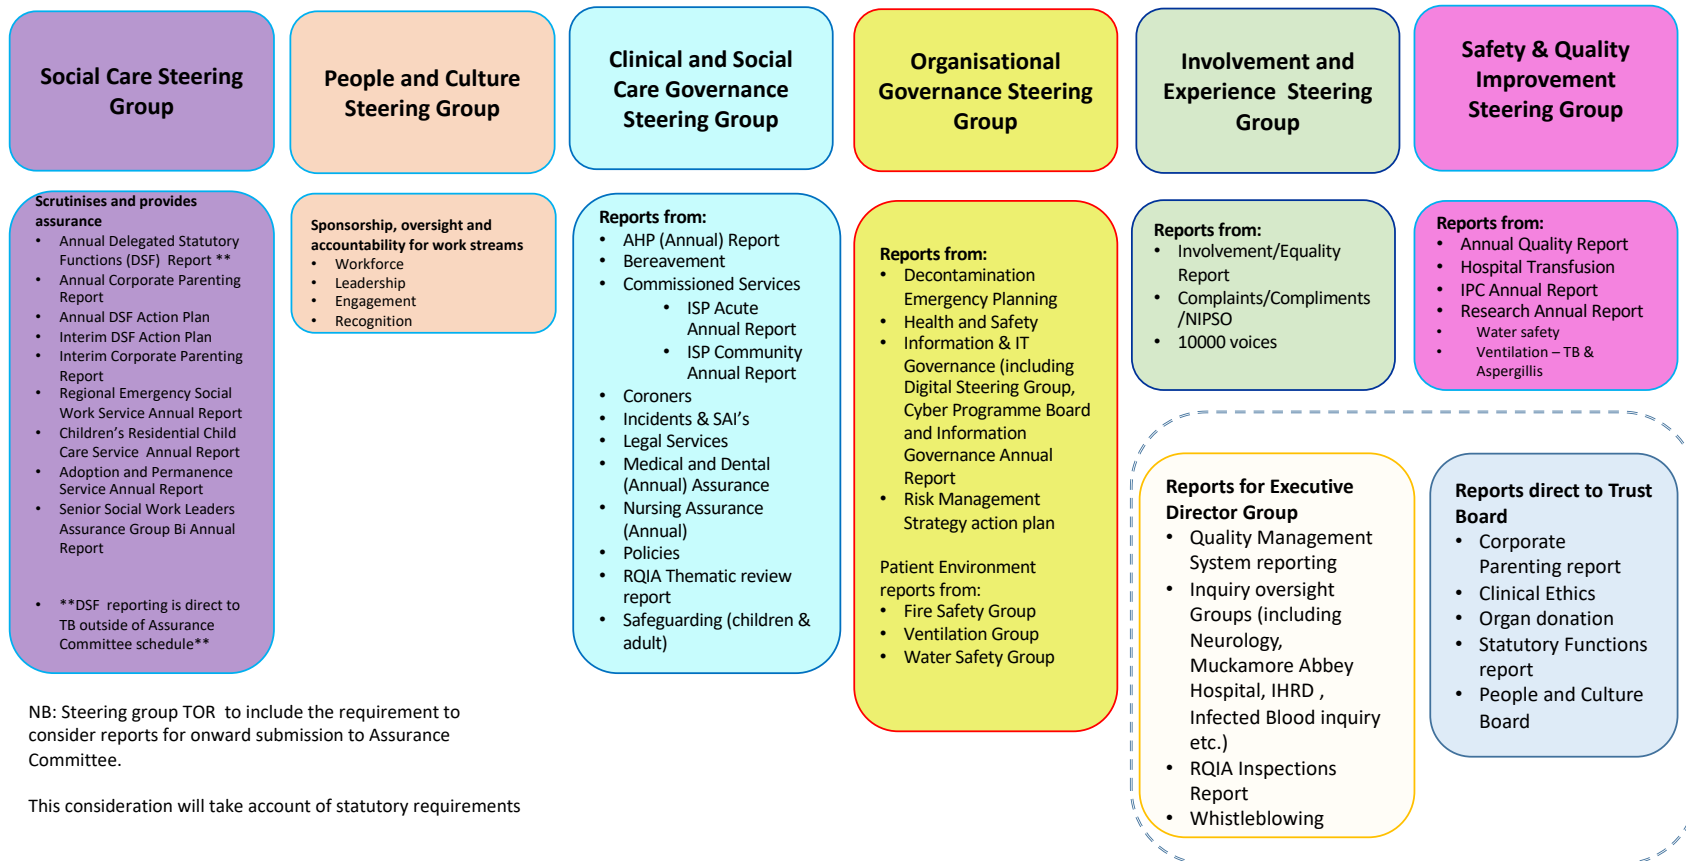 Social Care Steering
Group
People and Culture
Steering Group
Clinical and Social
Care Governance
Steering Group
Organisational
Governance Steering
Group
Involvement and
Experience Steering
Group
Safety & Quality
Improvement
Steering Group
Scrutinises and provides
assurance
• Annual Delegated Statutory
Functions (DSF) Report **
• Annual Corporate Parenting
Report
• Annual DSF Action Plan
• Interim DSF Action Plan
• Interim Corporate Parenting
Report
• Regional Emergency Social
Work Service Annual Report
• Children's Residential Child
Care Service Annual Report
• Adoption and Permanence
Service Annual Report
• Senior Social Work Leaders
Assurance Group Bi Annual
Report
• **DSF reporting is direct to
TB outside of Assurance
Committee schedule**
Sponsorship, oversight and
accountability for work streams
• Workforce
• Leadership
• Engagement
• Recognition
Reports from:
• AHP (Annual) Report
• Bereavement
• Commissioned Services
• ISP Acute
Annual Report
• ISP Community
Annual Report
• Coroners
• Incidents & SAI's
• Legal Services
• Medical and Dental
(Annual) Assurance
• Nursing Assurance
(Annual)
• Policies
• RQIA Thematic review
report
• Safeguarding (children &
adult)
Reports from:
• Decontamination
Emergency Planning
• Health and Safety
• Information & IT
Governance (including
Digital Steering Group,
Cyber Programme Board
and Information
Governance Annual
Report
• Risk Management
Strategy action plan
Patient Environment
reports from:
• Fire Safety Group
• Ventilation Group
• Water Safety Group
Reports from:
• Involvement/Equality
Report
• Complaints/Compliments
/NIPSO
• 10000 voices
Reports from:
• Annual Quality Report
• Hospital Transfusion
• IPC Annual Report
• Research Annual Report
• Water safety
• Ventilation – TB &
Aspergillis
Reports for Executive
Director Group
• Quality Management
System reporting
• Inquiry oversight
Groups (including
Neurology,
Muckamore Abbey
Hospital, IHRD ,
Infected Blood inquiry
etc.)
• RQIA Inspections
Report
• Whistleblowing
Reports direct to Trust
Board
• Corporate
Parenting report
• Clinical Ethics
• Organ donation
• Statutory Functions
report
• People and Culture
Board
NB: Steering group TOR to include the requirement to
consider reports for onward submission to Assurance
Committee.
This consideration will take account of statutory requirements